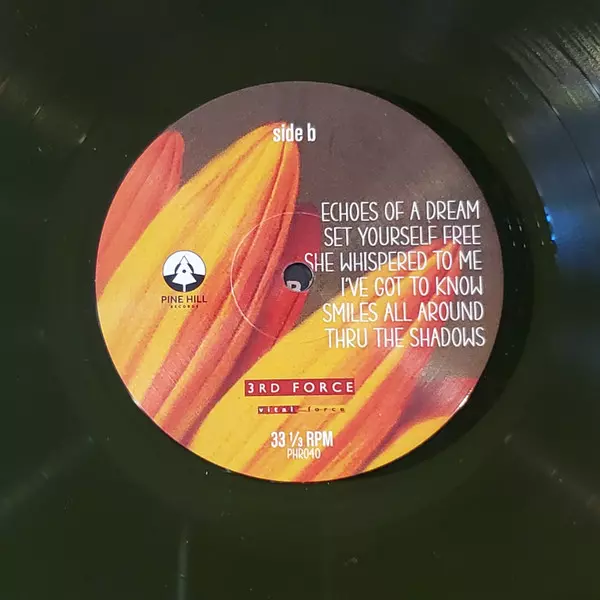 side b
ECHOES OF A DREAM
SET YOURSELF FREE
SHE WHISPERED TO ME
I'VE GOT TO KNOW
SMILES ALL AROUND
THRU THE SHADOWS
B
PINE HILL
RECORDS
3RD FORCE
vital force
33 1/3 RPM
PHR040